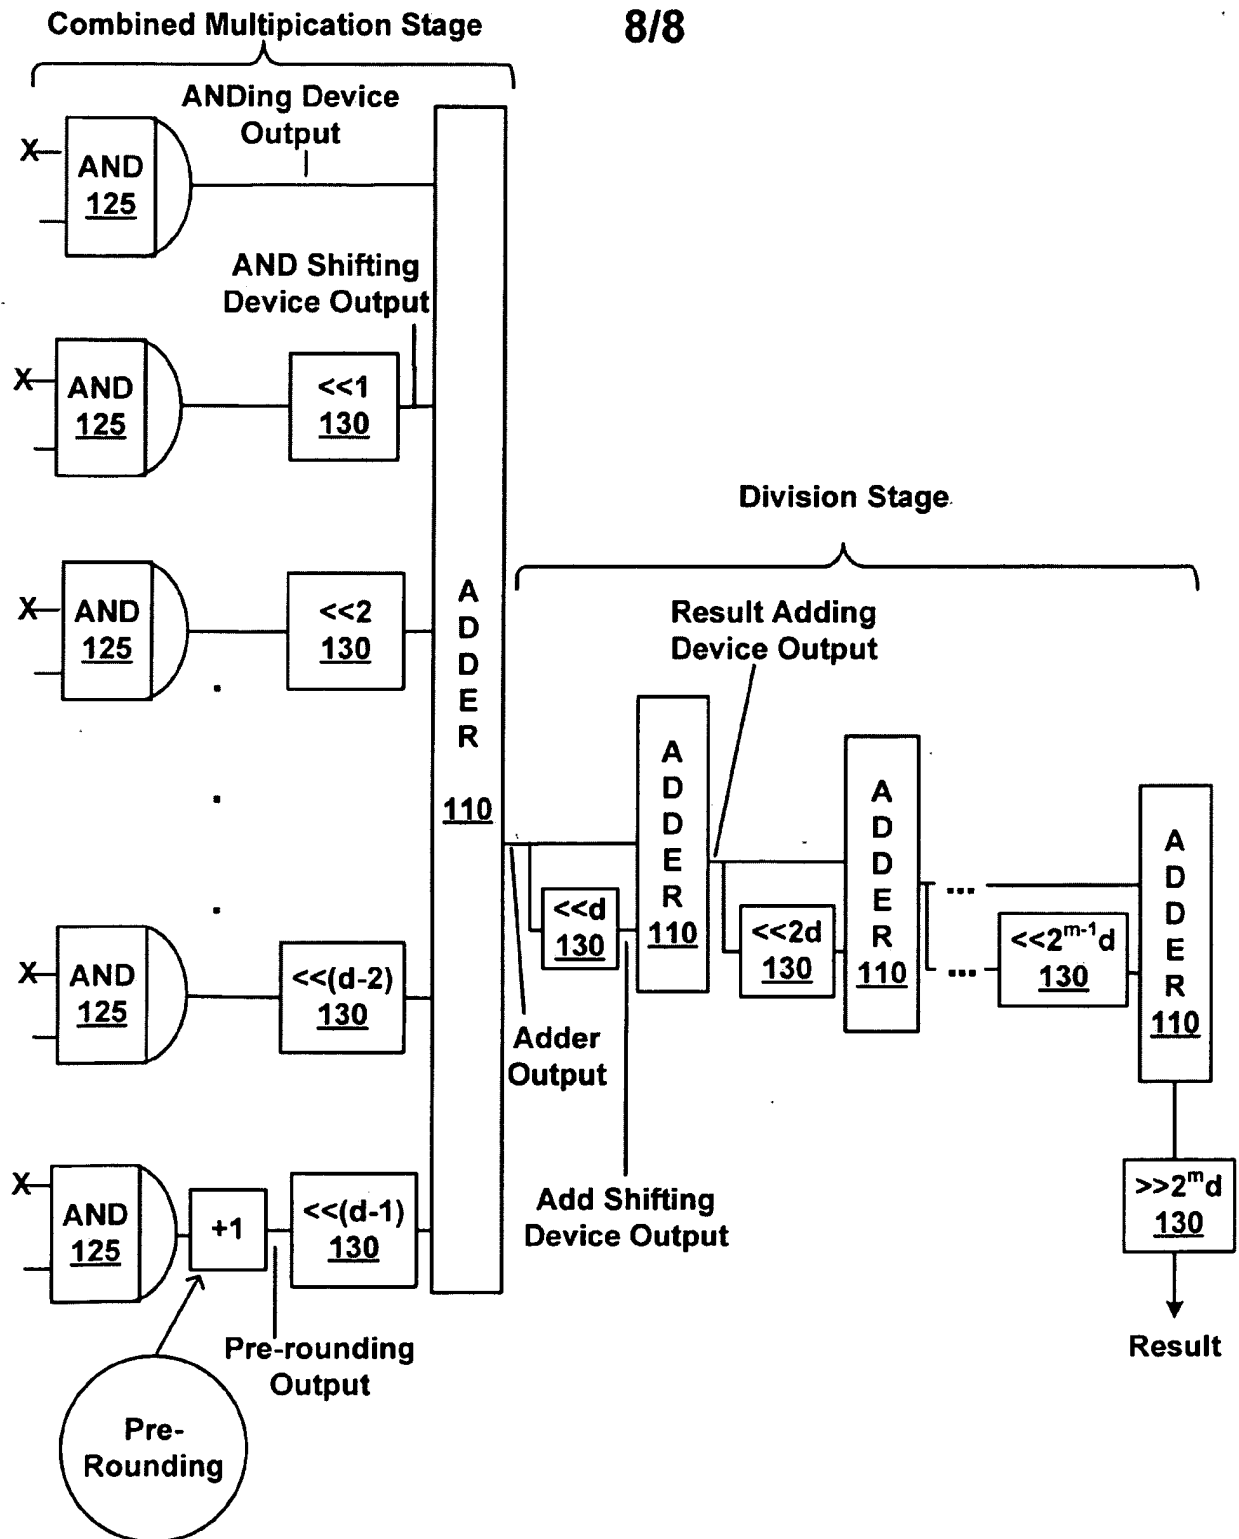 Combined Multipication Stage
8/8
ANDing Device
Output
X
AND
125
AND Shifting
Device Output
X
AND
125
<<1
130
X
AND
125
<<2
130
A
D
D
E
R
110
Division Stage
Result Adding
Device Output
A
D
D
E
R
110
<<d
130
A
D
D
E
R
110
<<2d
130
...
...
<<2^{m-1}d
130
A
D
D
E
R
110
X
AND
125
<<(d-2)
130
Adder
Output
X
AND
125
+1
<<(d-1)
130
Add Shifting
Device Output
>>2^{m}d
130
Pre-rounding
Output
Result
Pre-
Rounding